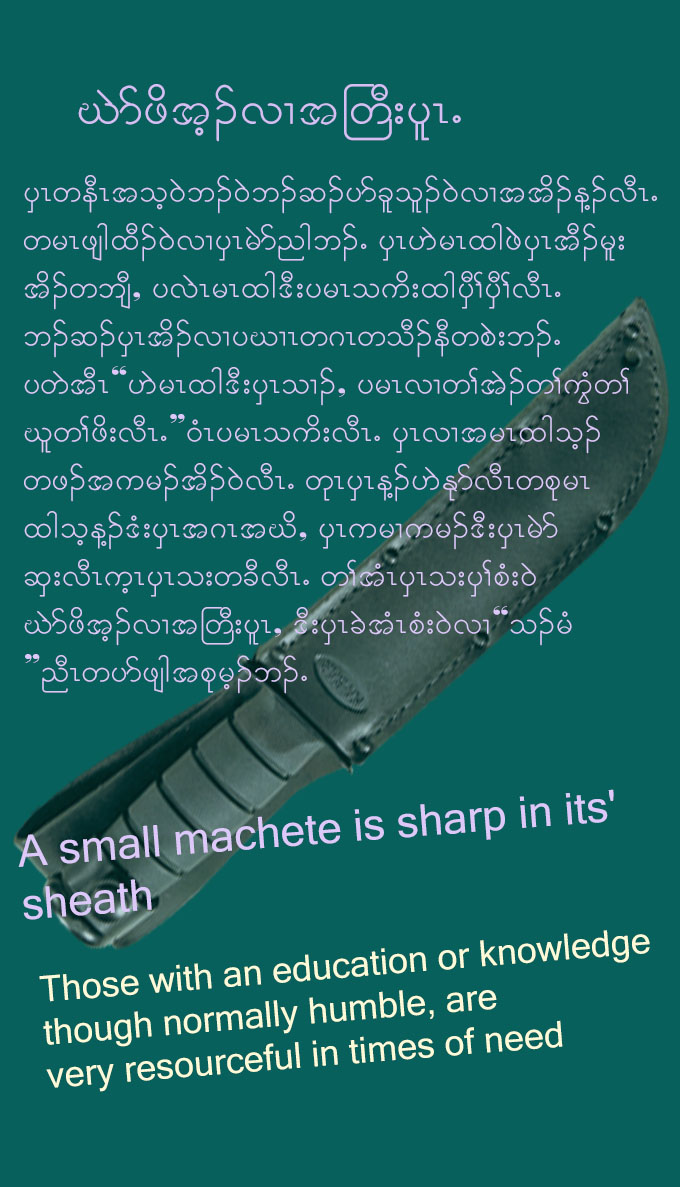 ဃဲာ်ဖိအ့ၣ်လၢအတြီးပူၤ.
ပှၤတနီၤအသ့ဝဲဘၣ်ဝဲဘၣ်ဆၣ်ဟ်ခူသူၣ်ဝဲလၢအအိၣ်န့ၣ်လီၤ.
တမၤဖျါထီၣ်ဝဲလၢပှၤမဲာ်ညါဘၣ်. ပှၤဟဲမၤထါဖဲပှၤအီၣ်မူး
အိၣ်တဘျီ, ပလဲၤမၤထါဒီးပမၤသကိးထါပှီၢ်ပှီၢ်လီၤ.
ဘၣ်ဆၣ်ပှၤအိၣ်လၢပဃၢၤတဂၤတသီၣ်နီတစဲးဘၣ်.
ပတဲအီၤ“ဟဲမၤထါဒီးပှၤသၢၣ်, ပမၤလၢတၢ်အဲၣ်တၢ်ကွံတၢ်
ဃူတၢ်ဖိးလီၤ.”ဝံၤပမၤသကိးလီၤ. ပှၤလၢအမၤထါသ့ၣ်
တဖၣ်အကမၣ်အိၣ်ဝဲလီၤ. တုၤပှၤန့ၣ်ဟဲနုာ်လီၤတစုမၤ
ထါသ့န့ၣ်ဒံးပှၤအဂၤအဃိ, ပှၤကမၢကမၣ်ဒီးပှၤမဲာ်
ဆှးလီၤက့ၤပှၤသးတခီလီၤ. တၢ်အံၤပှၤသးပှၢ်စံးဝဲ
ဃဲာ်ဖိအ့ၣ်လၢအတြီးပူၤ, ဒီးပှၤခဲအံၤစံးဝဲလၢ“သၣ်မံ
”ညီၤတဟ်ဖျါအစုမ့ၣ်ဘၣ်.
A small machete is sharp in its'
sheath
Those with an education or knowledge
though normally humble, are
very resourceful in times of need